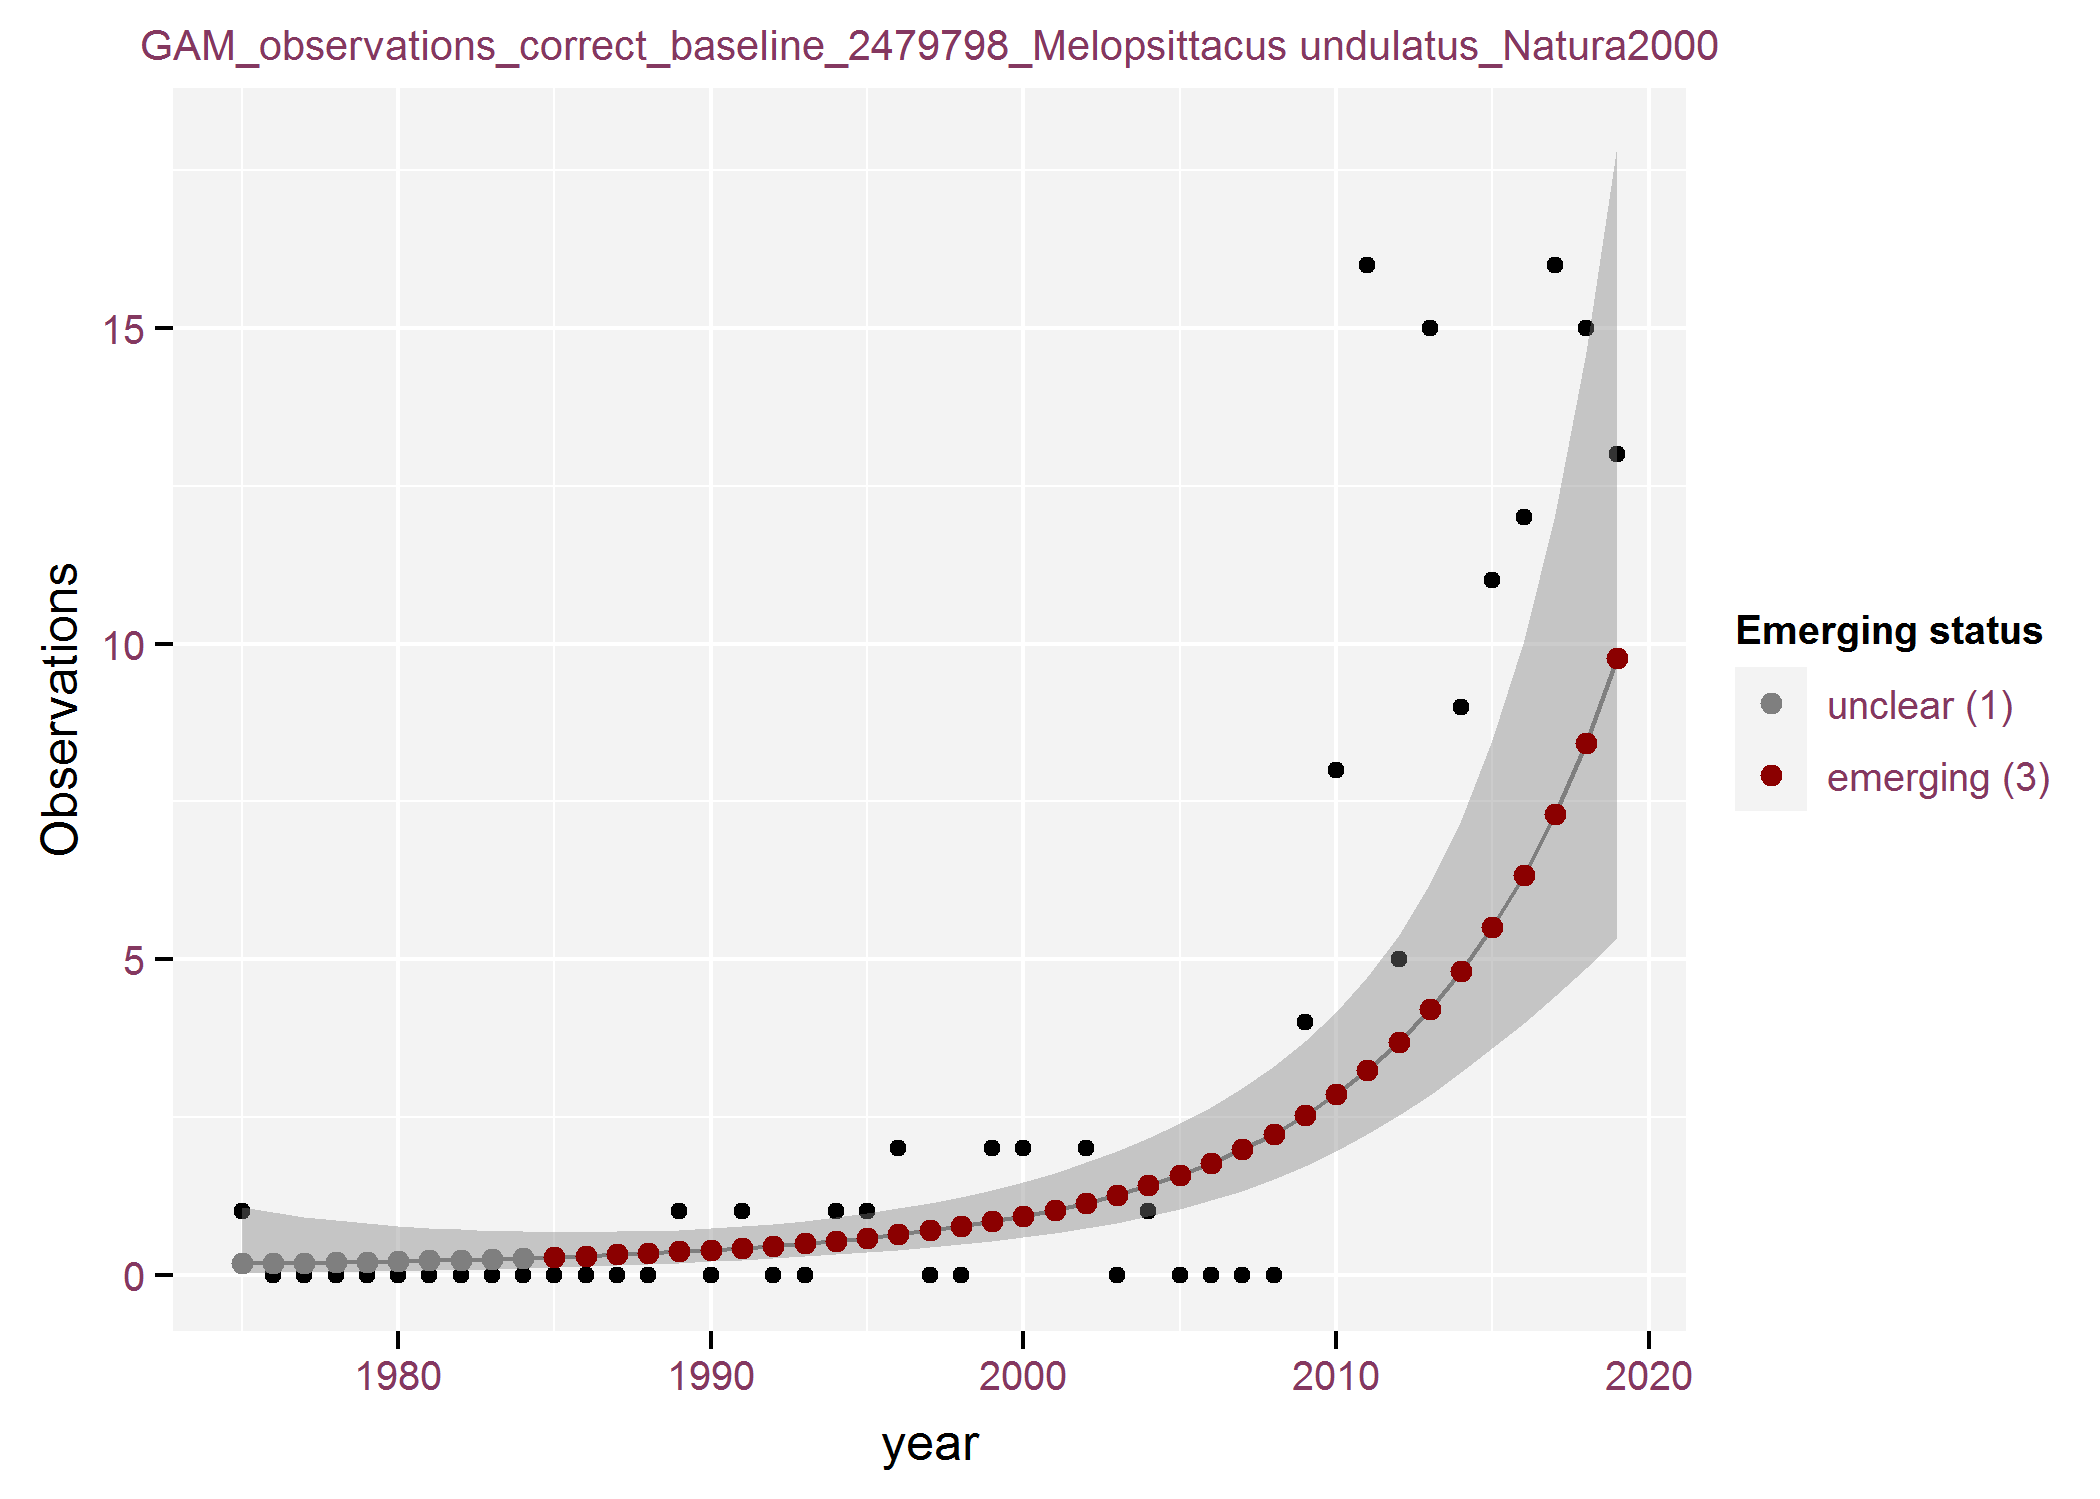 GAM_observations_correct_baseline_2479798_Melopsittacus undulatus_Natura2000
Observations
15
10
5
0
1980
1990
2000
2010
2020
year
Emerging status
unclear (1)
emerging (3)